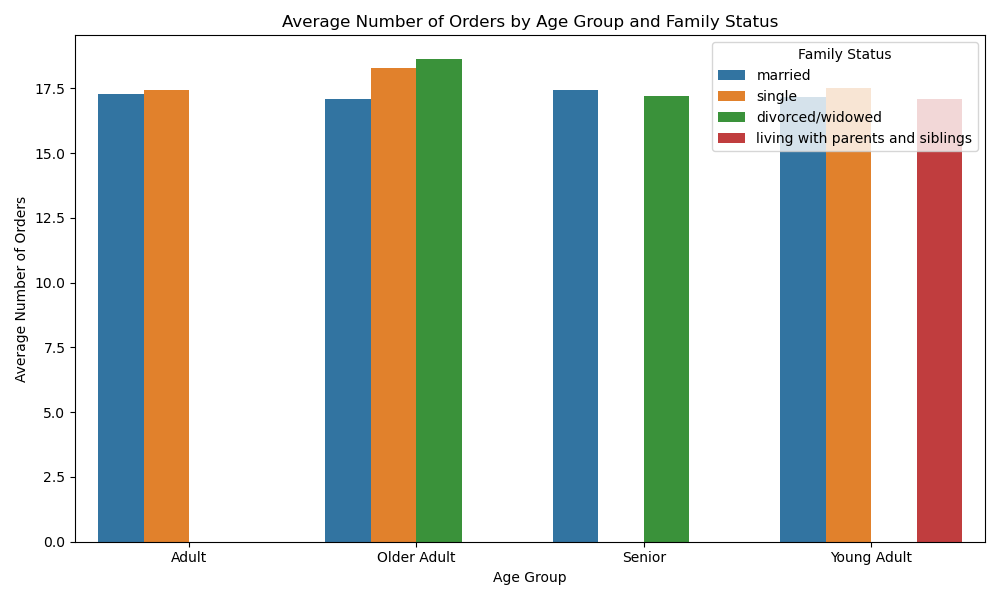 Average Number of Orders by Age Group and Family Status
Family Status
married
single
divorced/widowed
living with parents and siblings
Average Number of Orders
17.5
15.0
12.5
10.0
7.5
5.0
2.5
0.0
Adult
Older Adult
Senior
Young Adult
Age Group